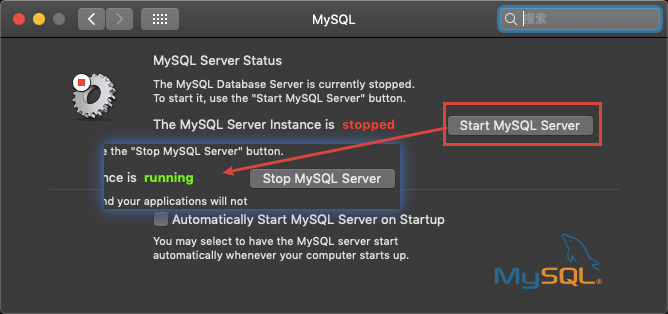 MySQL
搜索
MySQL Server Status
The MySQL Database Server is currently stopped.
To start it, use the "Start MySQL Server" button.
The MySQL Server Instance is stopped
Start MySQL Server
e the "Stop MySQL Server" button.
nce is running
Stop MySQL Server
nd your applications will not
Automatically Start MySQL Server on Startup
You may select to have the MySQL server start
automatically whenever your computer starts up.
MySQL®